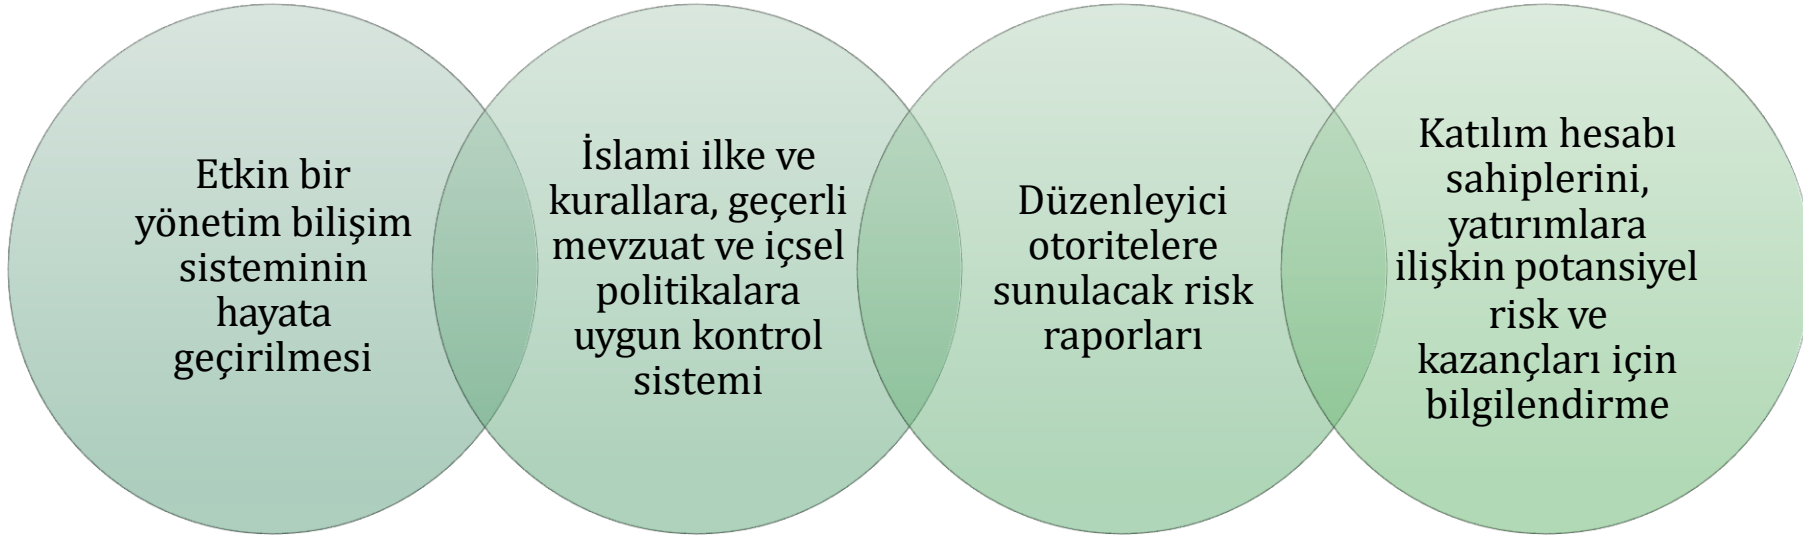 Etkin bir
yönetim bilişim
sisteminin
hayata
geçirilmesi
İslami ilke ve
kurallara, geçerli
mevzuat ve içsel
politikalara
uygun kontrol
sistemi
Düzenleyici
otoritelere
sunulacak risk
raporları
Katılım hesabı
sahiplerini,
yatırımlara
ilişkin potansiyel
risk ve
kazançları için
bilgilendirme